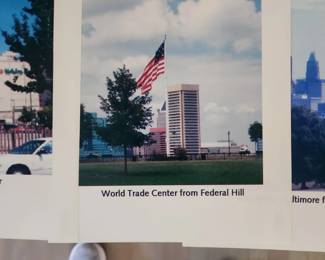 World Trade Center from Federal Hill
ltimore f